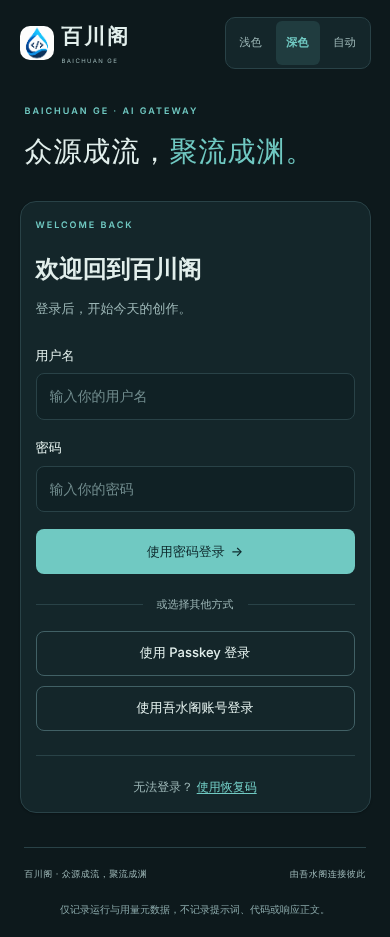 百川阁
BAICHUAN GE
浅色 深色 自动
BAICHUAN GE · AI GATEWAY
众源成流，聚流成渊。
WELCOME BACK
欢迎回到百川阁
登录后，开始今天的创作。
用户名
输入你的用户名
密码
输入你的密码
使用密码登录 →
或选择其他方式
使用 Passkey 登录
使用吾水阁账号登录
无法登录？ 使用恢复码
百川阁 · 众源成流，聚流成渊 由吾水阁连接彼此
仅记录运行与用量元数据，不记录提示词、代码或响应正文。